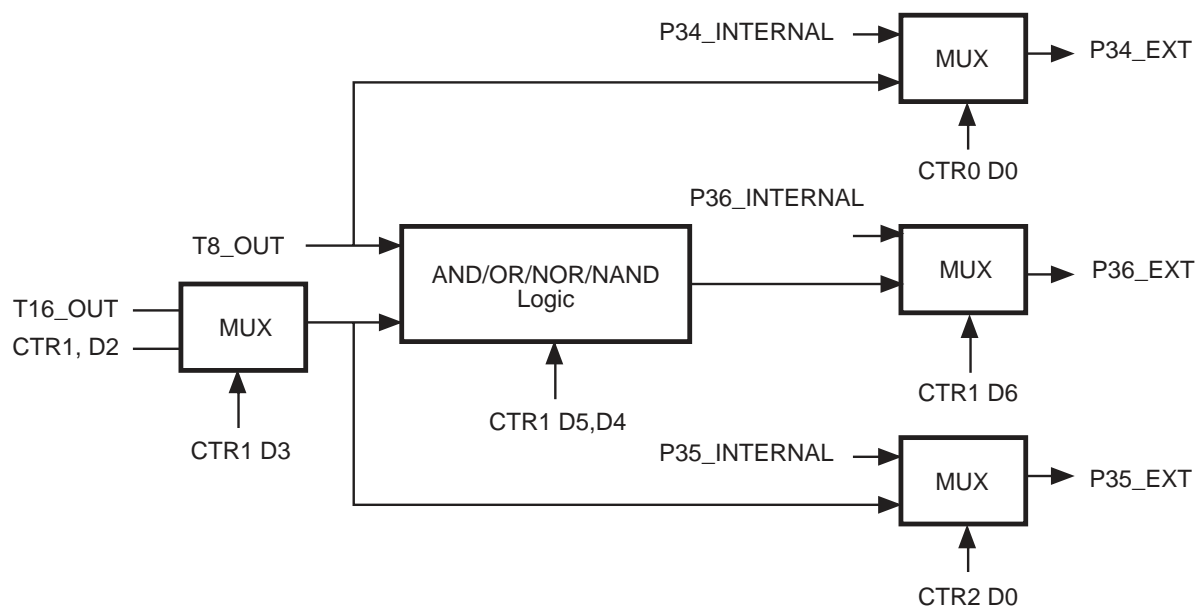 P34_INTERNAL
MUX
P34_EXT
CTR0 D0
P36_INTERNAL
T8_OUT
AND/OR/NOR/NAND
Logic
MUX
P36_EXT
T16_OUT
MUX
CTR1, D2
CTR1 D6
CTR1 D5,D4
CTR1 D3
P35_INTERNAL
MUX
P35_EXT
CTR2 D0